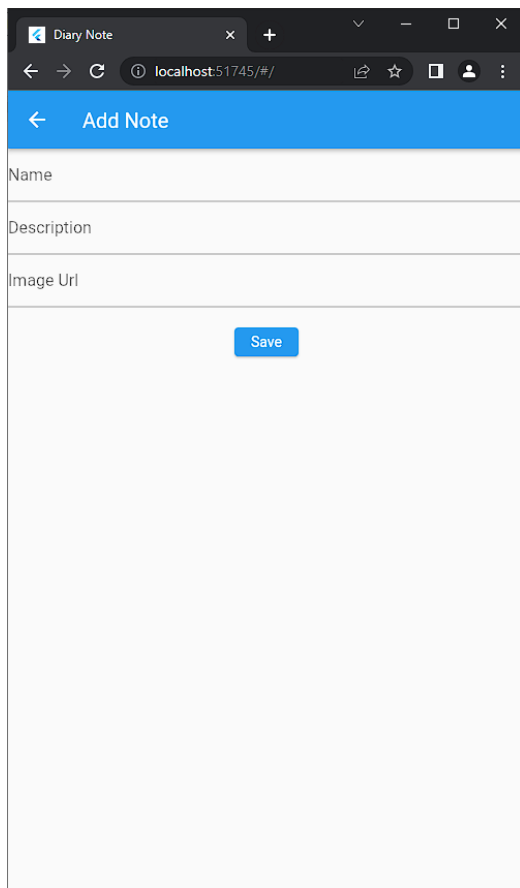 Diary Note
localhost:51745/#/
Add Note
Name
Description
Image Url
Save